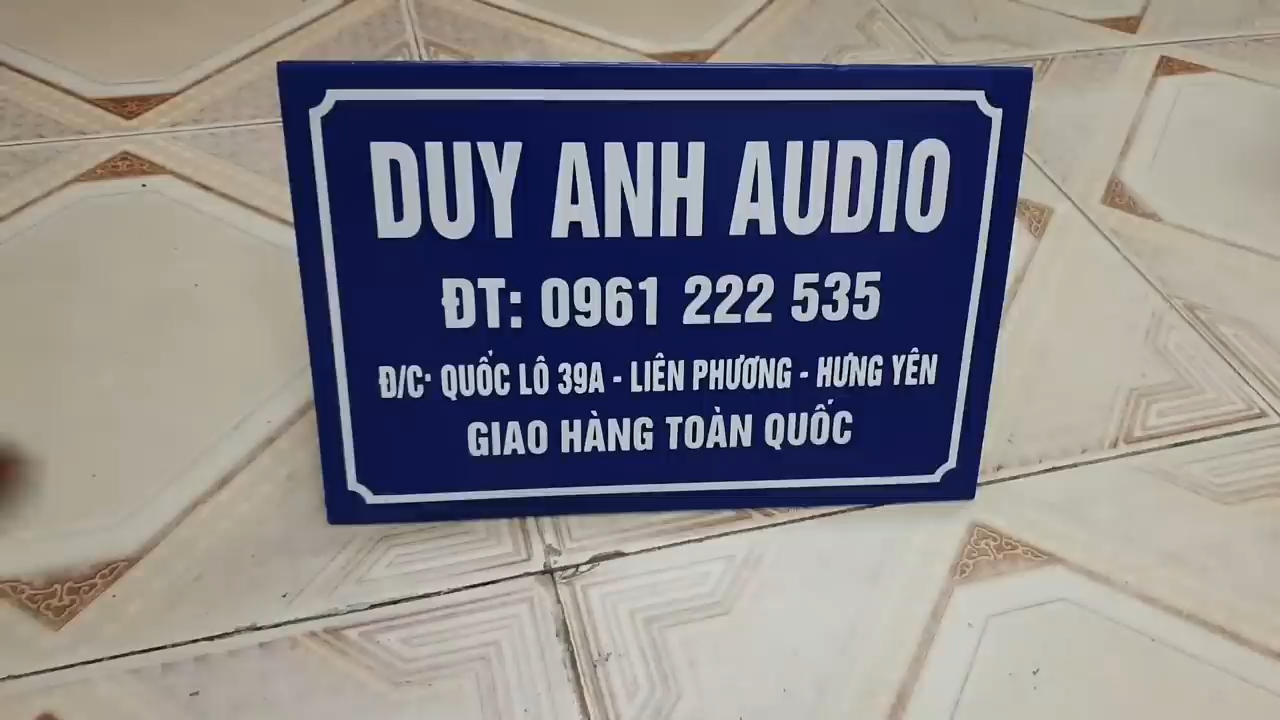 DUY ANH AUDIO
ĐT: 0961 222 535
Đ/C: QUỐC LÔ 39A - LIÊN PHƯƠNG - HƯNG YÊN
GIAO HÀNG TOÀN QUỐC